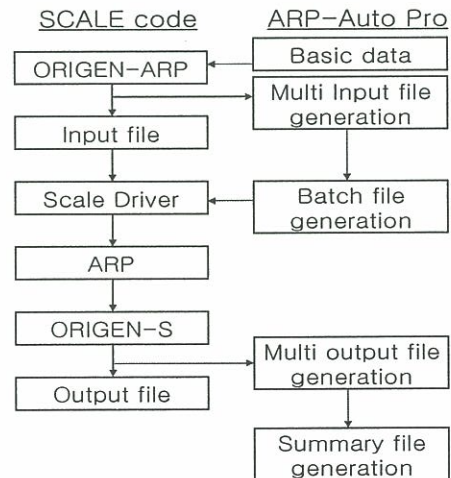 SCALE code
ARP-Auto Pro
Basic data
ORIGEN-ARP
Multi Input file
generation
Input file
Scale Driver
Batch file
generation
ARP
ORIGEN-S
Multi output file
generation
Output file
Summary file
generation